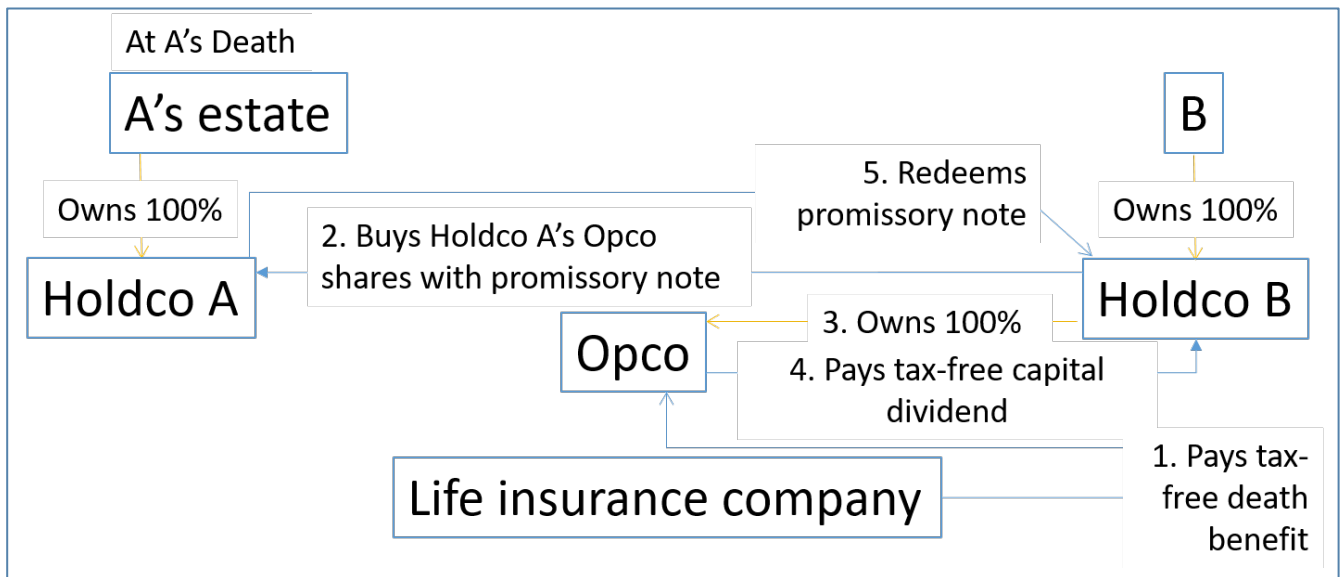 At A’s Death
A’s estate
B
Owns 100%
5. Redeems
promissory note
Owns 100%
2. Buys Holdco A’s Opco
shares with promissory note
Holdco A
Holdco B
3. Owns 100%
Opco
4. Pays tax-free capital
dividend
Life insurance company
1. Pays tax-
free death
benefit